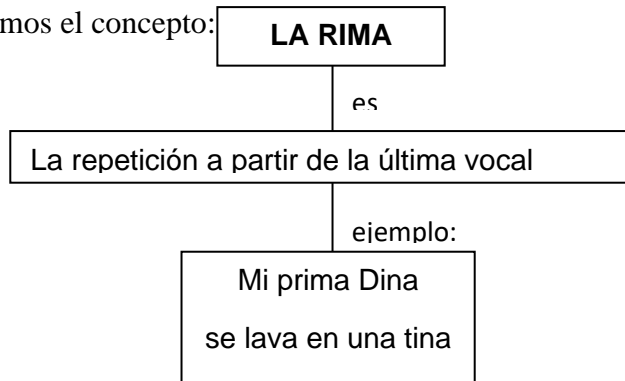 mos el concepto:
LA RIMA
es
La repetición a partir de la última vocal
ejemplo:
Mi prima Dina
se lava en una tina